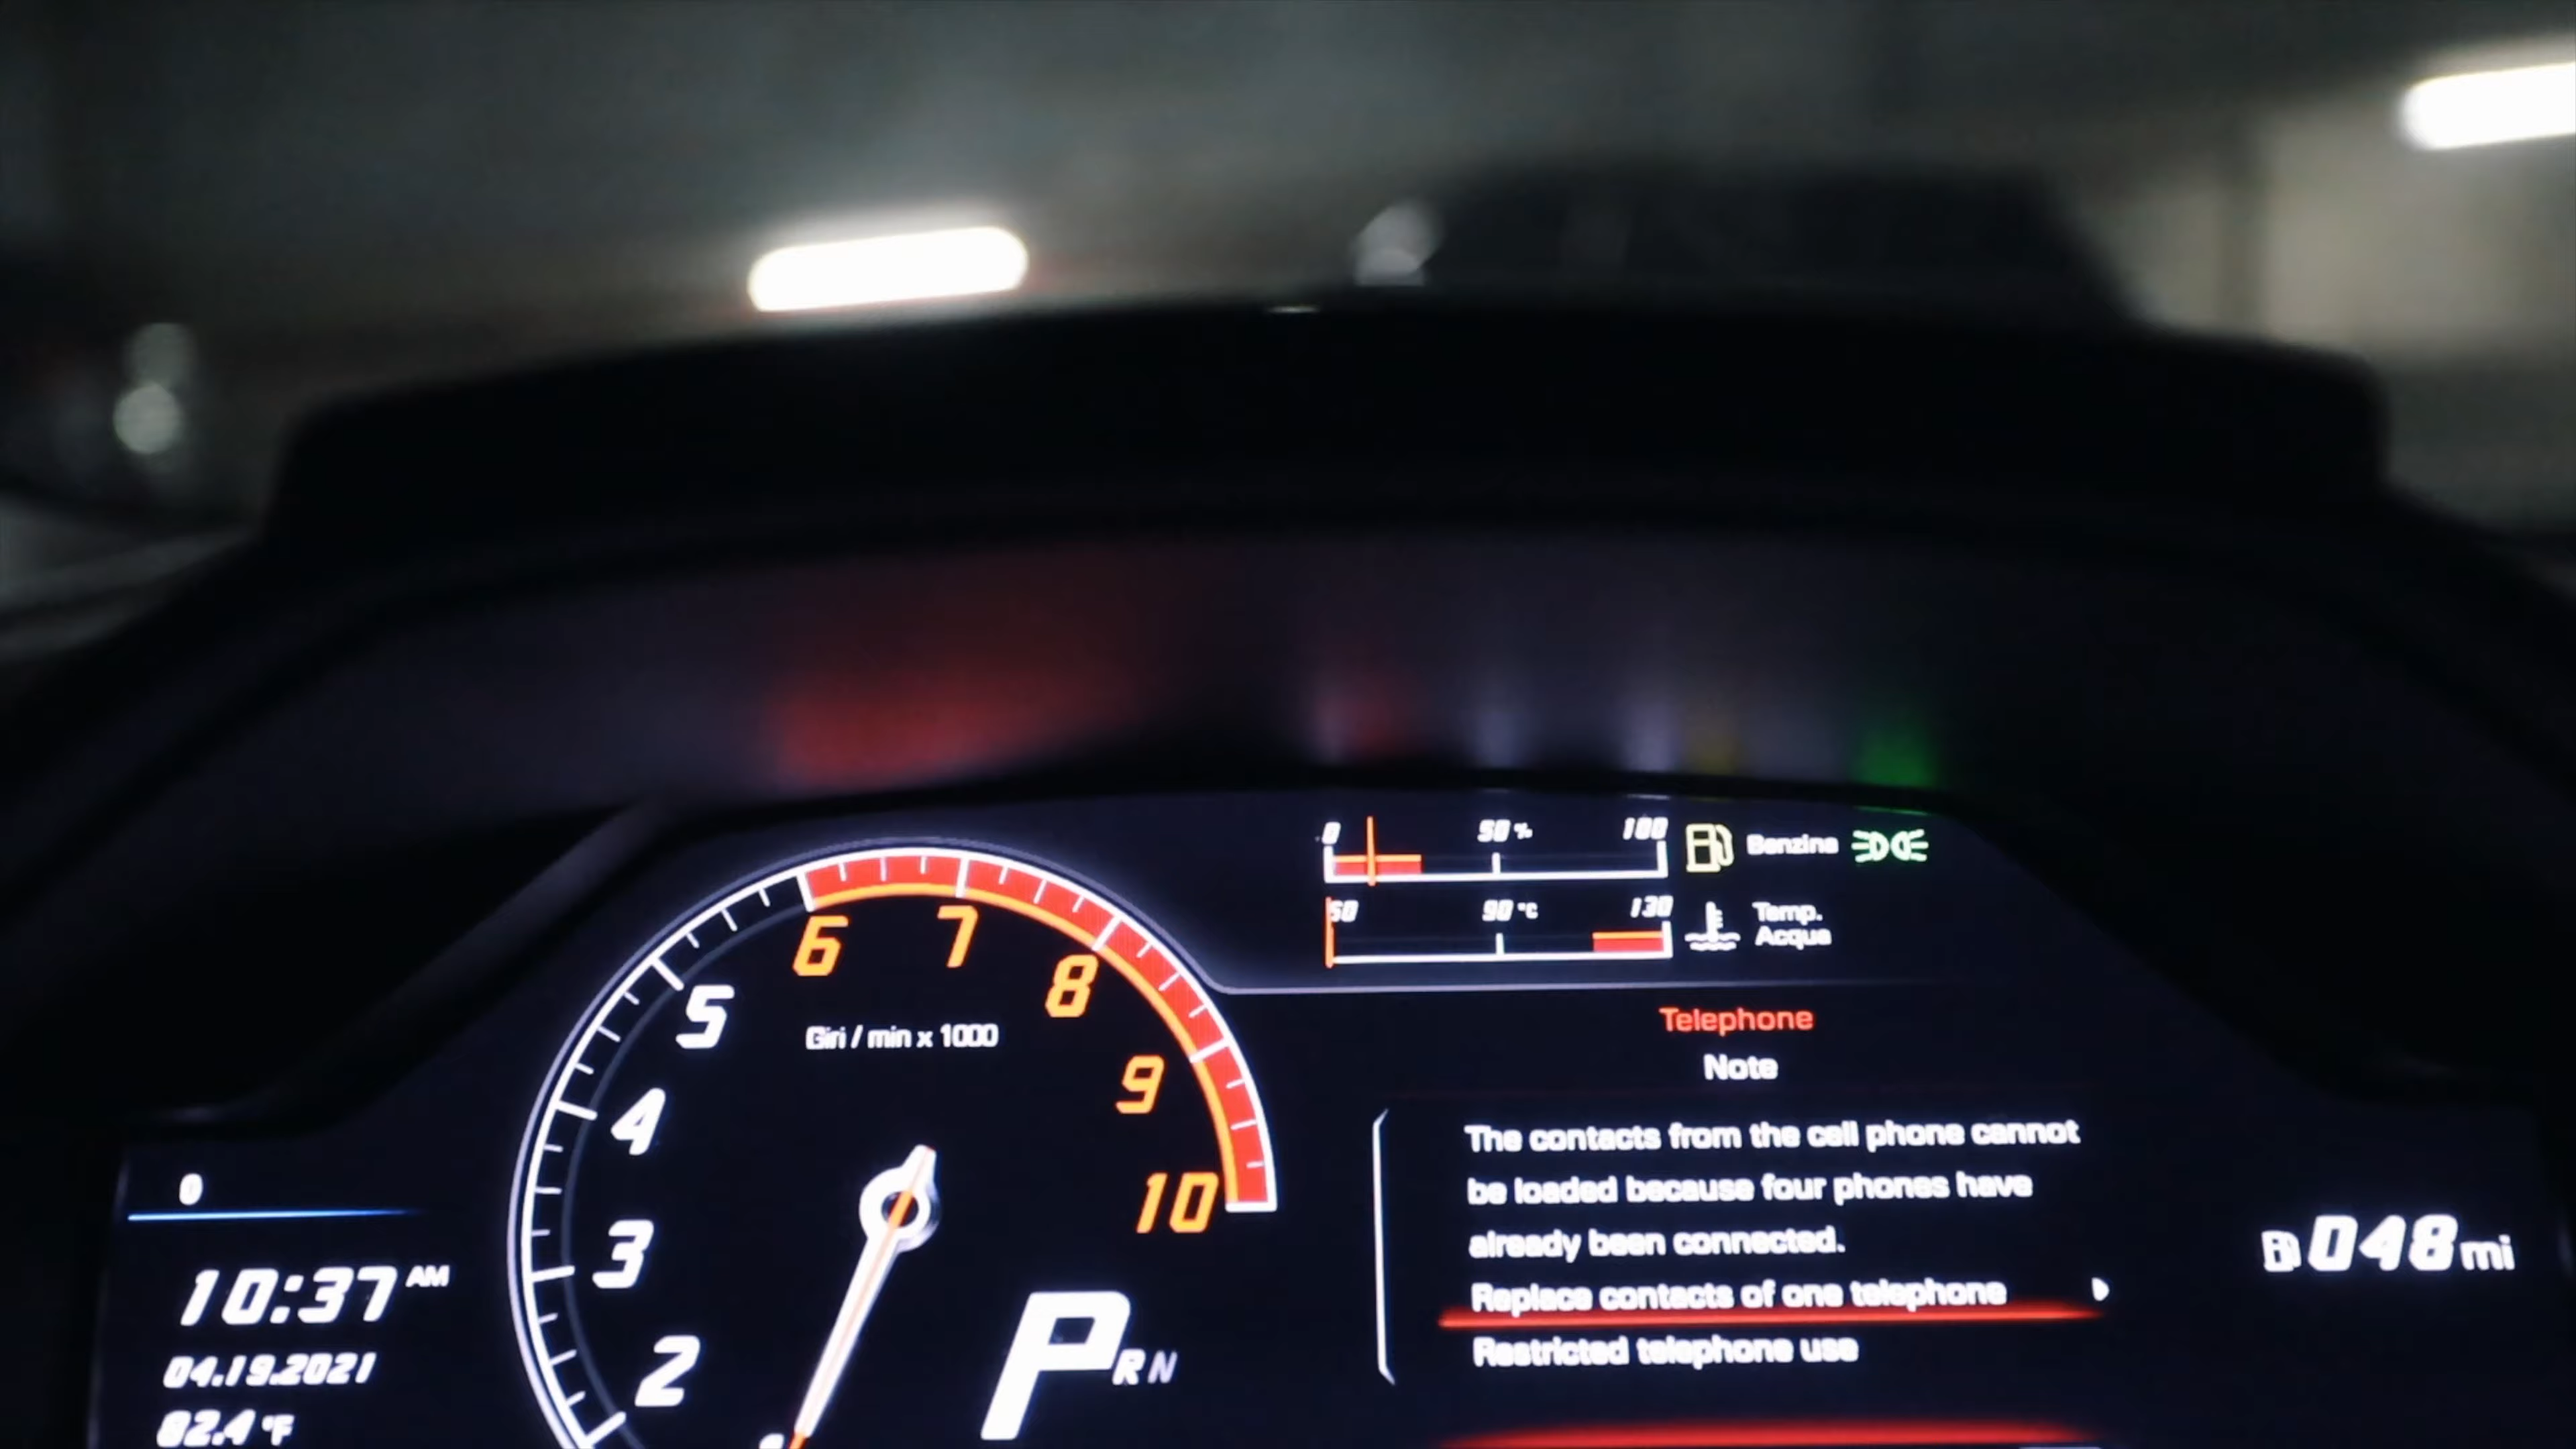 0 50 % 100 Benzina
50 90 °C 130 Temp. Acqua
5 6 7 8 9 10
Giri / min x 1000
4
3
2
P R N
0
10:37 AM
04.19.2021
82.4 °F
Telephone
Note
The contacts from the cell phone cannot
be loaded because four phones have
already been connected.
Replace contacts of one telephone
Restricted telephone use
048 mi